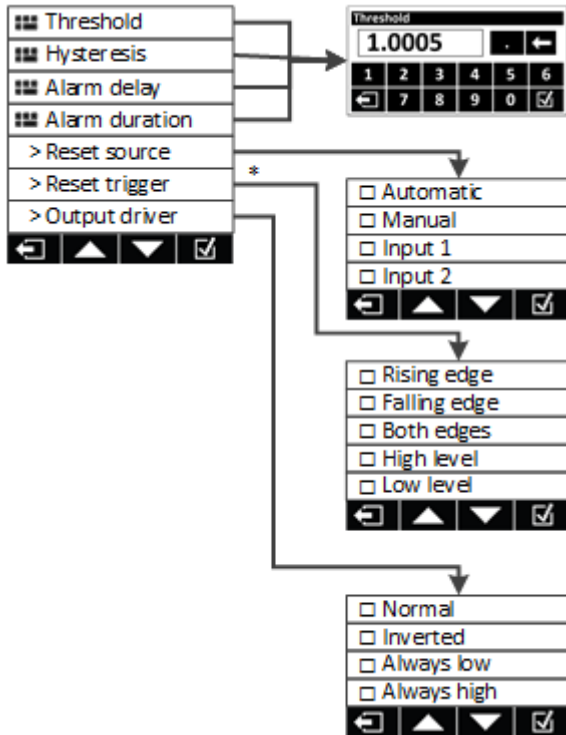 Threshold
Hysteresis
Alarm delay
Alarm duration
> Reset source
> Reset trigger
> Output driver
*
Threshold
1.0005 .
1 2 3 4 5 6
7 8 9 0
Automatic
Manual
Input 1
Input 2
Rising edge
Falling edge
Both edges
High level
Low level
Normal
Inverted
Always low
Always high